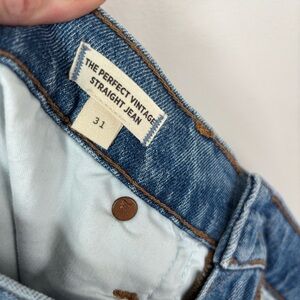 THE PERFECT VINTAGE
STRAIGHT JEAN
31